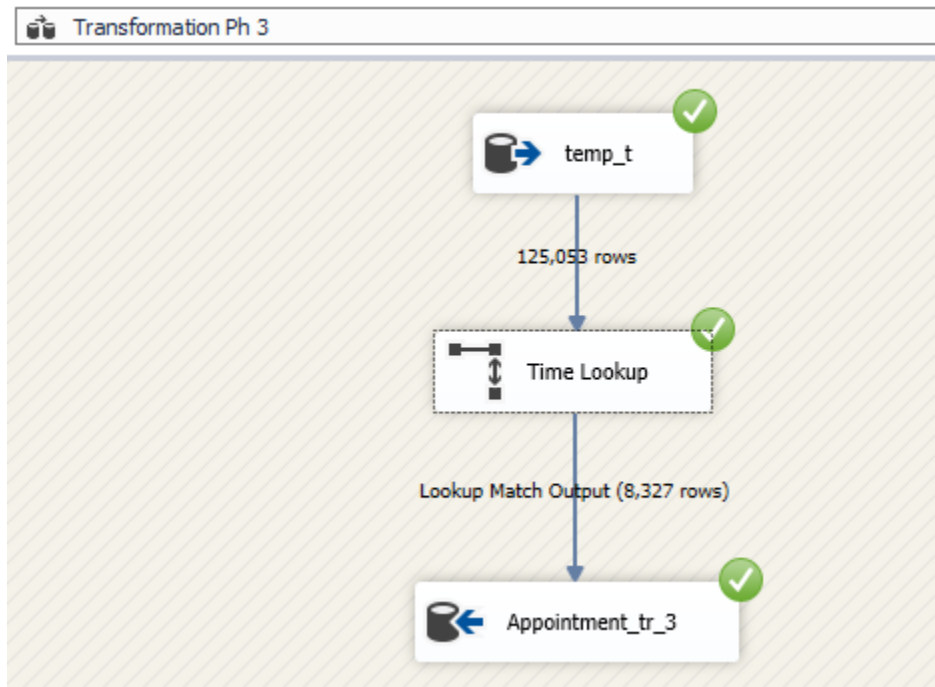 Transformation Ph 3
temp_t
125,053 rows
Time Lookup
Lookup Match Output (8,327 rows)
Appointment_tr_3